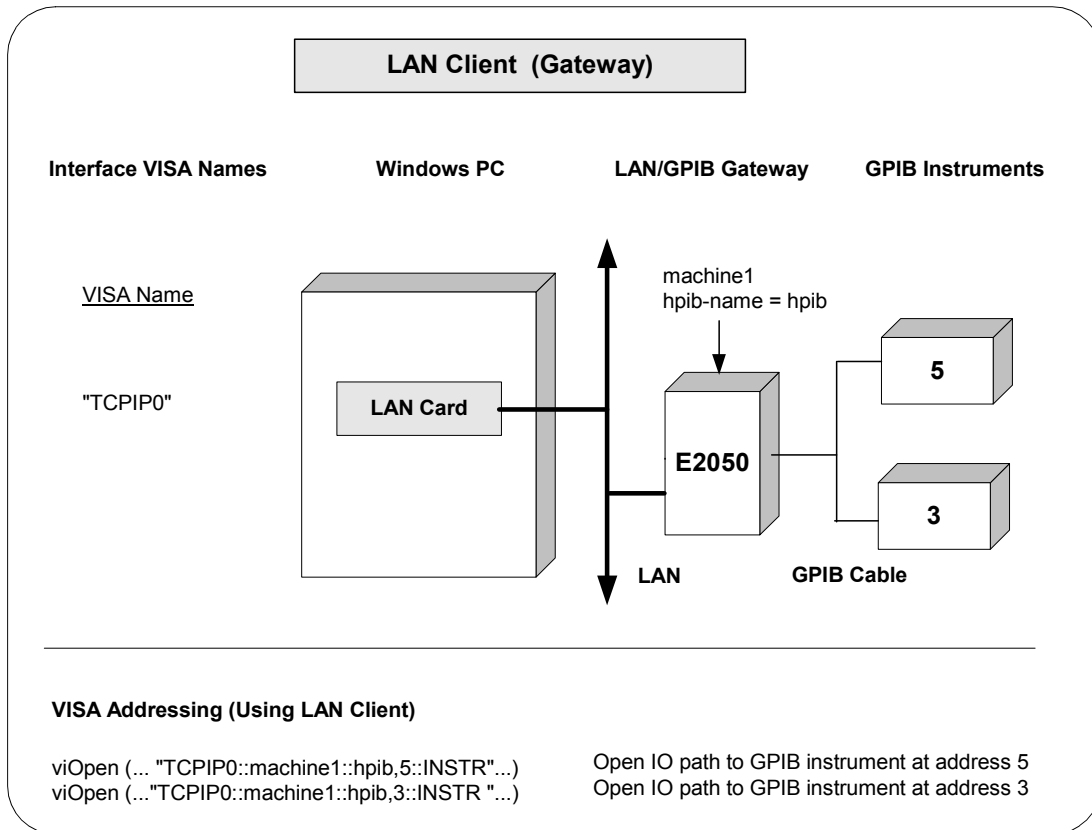 LAN Client (Gateway)
Interface VISA Names
Windows PC
LAN/GPIB Gateway
GPIB Instruments
VISA Name
"TCPIP0"
LAN Card
machine1
hpib-name = hpib
E2050
5
3
LAN
GPIB Cable
VISA Addressing (Using LAN Client)
viOpen (... "TCPIP0::machine1::hpib,5::INSTR"...)
Open IO path to GPIB instrument at address 5
viOpen (..."TCPIP0::machine1::hpib,3::INSTR "...)
Open IO path to GPIB instrument at address 3